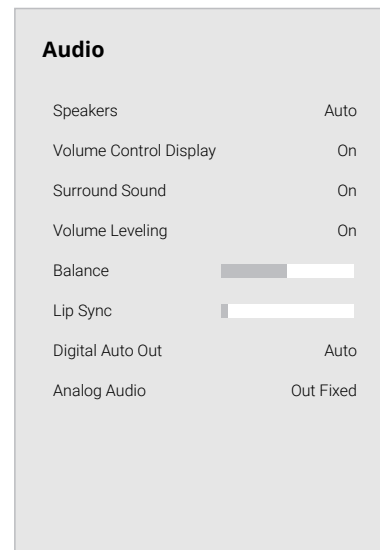 Audio
Speakers Auto
Volume Control Display On
Surround Sound On
Volume Leveling On
Balance
Lip Sync
Digital Auto Out Auto
Analog Audio Out Fixed